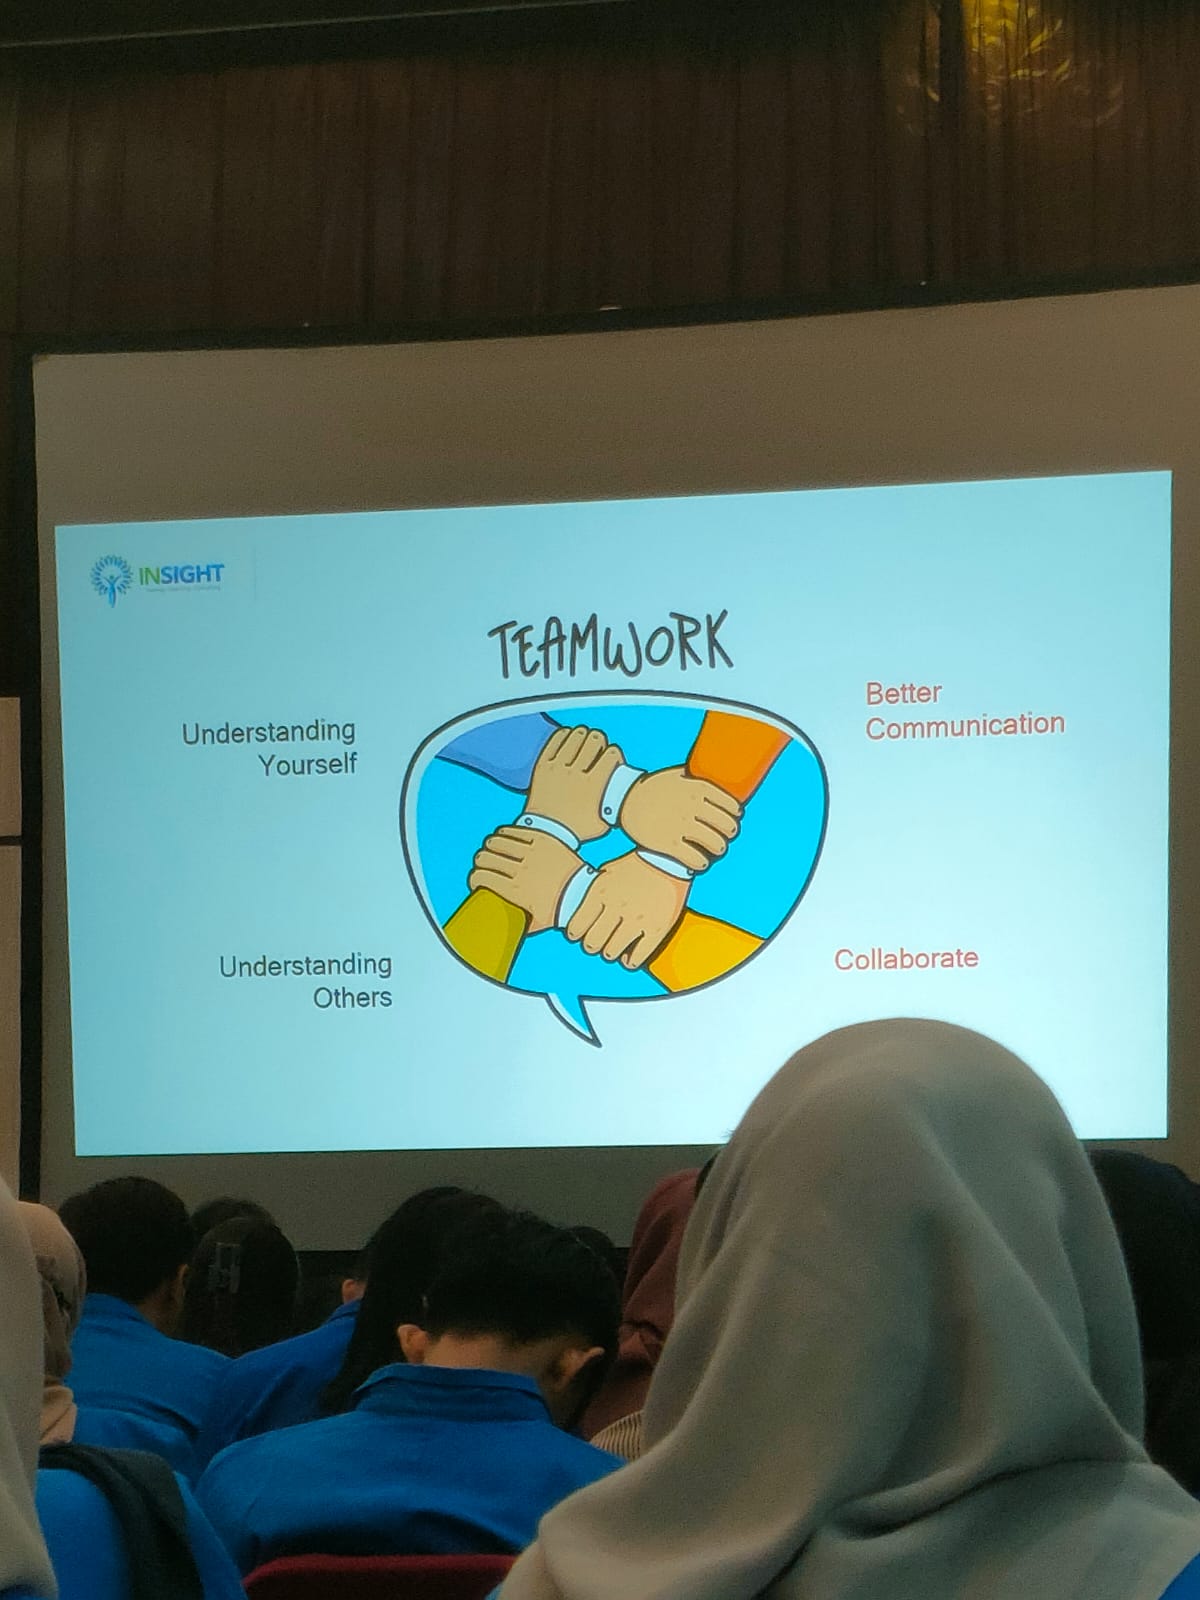 INSIGHT
TEAMWORK
Understanding
Yourself
Better
Communication
Understanding
Others
Collaborate